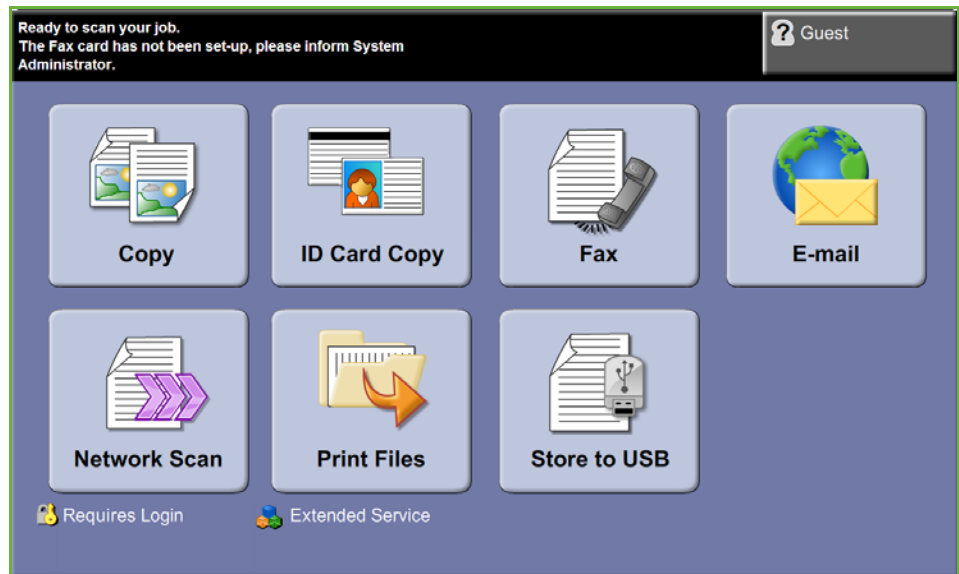 Ready to scan your job.
The Fax card has not been set-up, please inform System
Administrator.
Guest
Copy
ID Card Copy
Fax
E-mail
Network Scan
Print Files
Store to USB
Requires Login
Extended Service